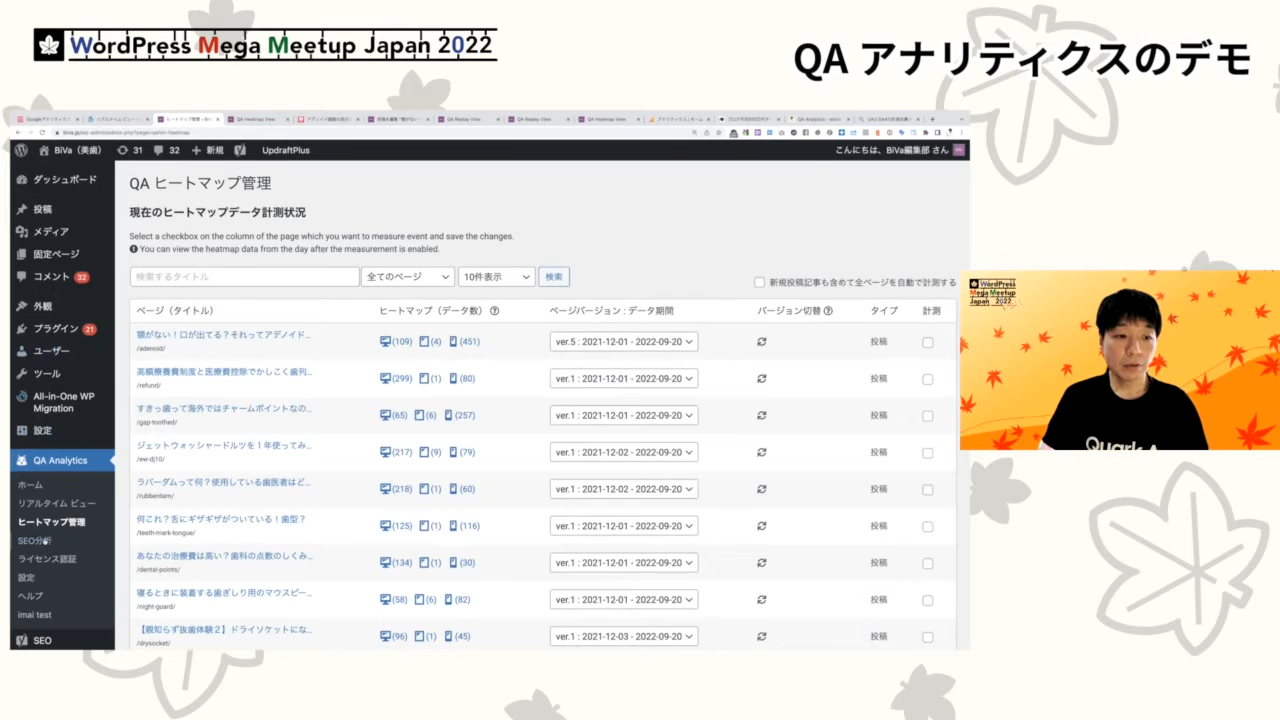 WordPress Mega Meetup Japan 2022
QA アナリティクスのデモ
QA Heatmap View
QA Replay View
QA Replay View
QA Heatmap View
BiVa（美歯）
31
32
新規
UpdraftPlus
こんにちは、BiVa編集部 さん
ダッシュボード
投稿
メディア
固定ページ
コメント 32
外観
プラグイン 21
ユーザー
ツール
All-in-One WP
Migration
設定
QA Analytics
ホーム
リアルタイム ビュー
ヒートマップ管理
SEO分析
ライセンス認証
設定
ヘルプ
imai test
SEO
QA ヒートマップ管理
現在のヒートマップデータ計測状況
Select a checkbox on the column of the page which you want to measure event and save the changes.
You can view the heatmap data from the day after the measurement is enabled.
検索するタイトル 全てのページ 10件表示 検索
新規投稿記事も含めて全ページを自動で計測する
ページ（タイトル） ヒートマップ（データ数） ページバージョン : データ期間 バージョン切替 タイプ 計測
顎がない！口が出てる？それってアデノイド...
/adenoid/
(109) (4) (451) ver.5 : 2021-12-01 - 2022-09-20 投稿
高額療養費制度と医療費控除でかしこく歯列...
/refund/
(299) (1) (80) ver.1 : 2021-12-01 - 2022-09-20 投稿
すきっ歯って海外ではチャームポイントなの...
/gap-toothed/
(65) (6) (257) ver.1 : 2021-12-01 - 2022-09-20 投稿
ジェットウォッシャードルツを１年使ってみ...
/ew-dj10/
(217) (9) (79) ver.1 : 2021-12-02 - 2022-09-20 投稿
ラバーダムって何？使用している歯医者はど...
/rubberdam/
(218) (1) (60) ver.1 : 2021-12-02 - 2022-09-20 投稿
何これ？舌にギザギザがついている！歯型？
/teeth-mark-tongue/
(125) (1) (116) ver.1 : 2021-12-01 - 2022-09-20 投稿
あなたの治療費は高い？歯科の点数のしくみ...
/dental-points/
(134) (1) (30) ver.1 : 2021-12-01 - 2022-09-20 投稿
寝るときに装着する歯ぎしり用のマウスピー...
/night-guard/
(58) (6) (82) ver.1 : 2021-12-01 - 2022-09-20 投稿
【親知らず抜歯体験２】ドライソケットにな...
/drysocket/
(96) (1) (45) ver.1 : 2021-12-03 - 2022-09-20 投稿
WordPress
Mega Meetup
Japan 2022
Quark A